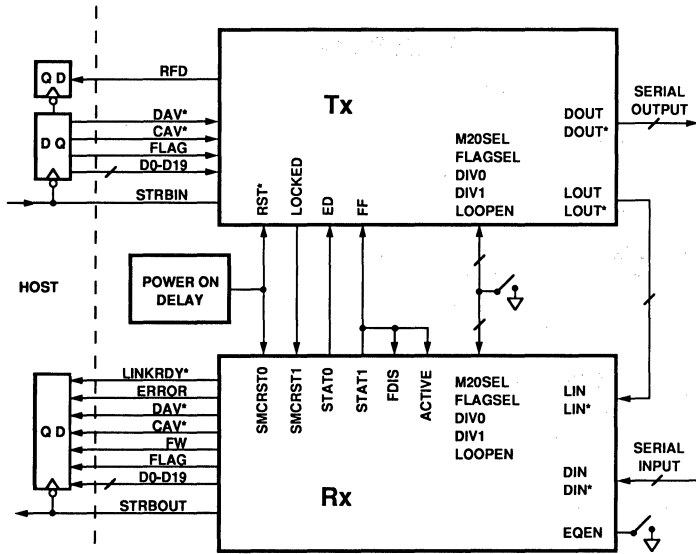 RFD
Q D
Tx
SERIAL
OUTPUT
DAV*
CAV*
FLAG
D0-D19
STRBIN
D Q
RST*
LOCKED
ED
FF
M20SEL
FLAGSEL
DIV0
DIV1
LOOPEN
DOUT
DOUT*
LOUT
LOUT*
HOST
POWER ON
DELAY
LINKRDY*
ERROR
DAV*
CAV*
FW
FLAG
D0-D19
STRBOUT
Q D
SMCRST0
SMCRST1
STAT0
STAT1
FDIS
ACTIVE
Rx
M20SEL
FLAGSEL
DIV0
DIV1
LOOPEN
LIN
LIN*
DIN
DIN*
EQEN
SERIAL
INPUT